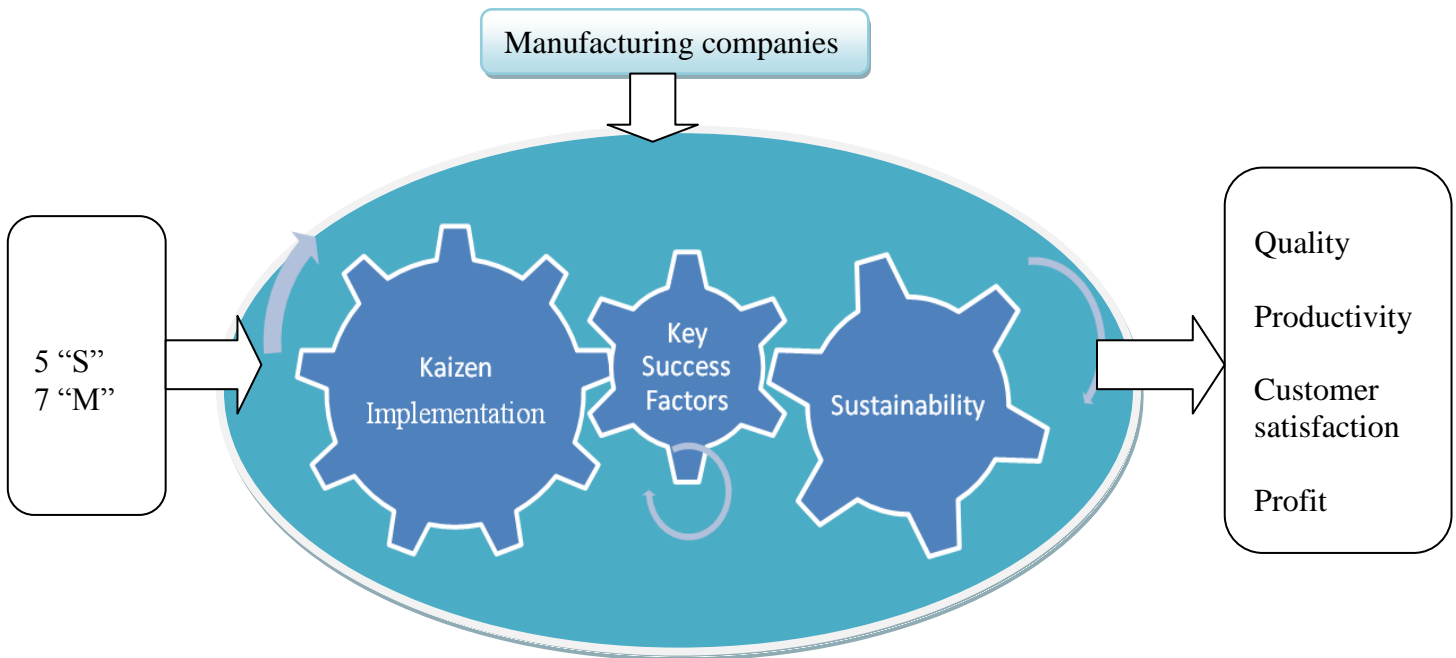 Manufacturing companies
5 “S”
7 “M”
Kaizen
Implementation
Key
Success
Factors
Sustainability
Quality
Productivity
Customer
satisfaction
Profit